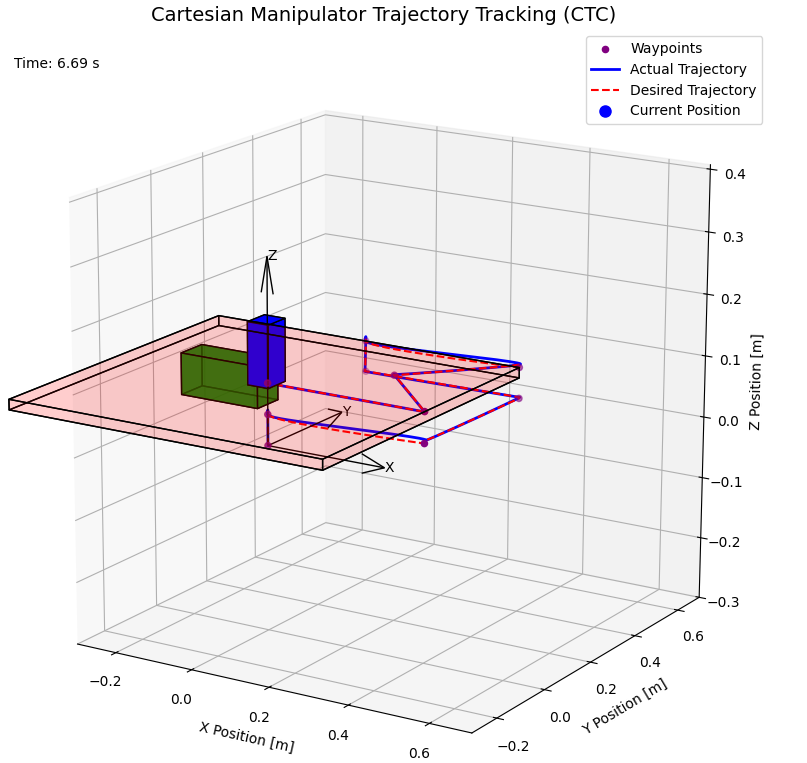 Cartesian Manipulator Trajectory Tracking (CTC)
Time: 6.69 s
Waypoints
Actual Trajectory
Desired Trajectory
Current Position
Z
Y
X
0.4
0.3
0.2
0.1
0.0
−0.1
−0.2
−0.3
Z Position [m]
−0.2
0.0
0.2
0.4
0.6
X Position [m]
−0.2
0.0
0.2
0.4
0.6
Y Position [m]